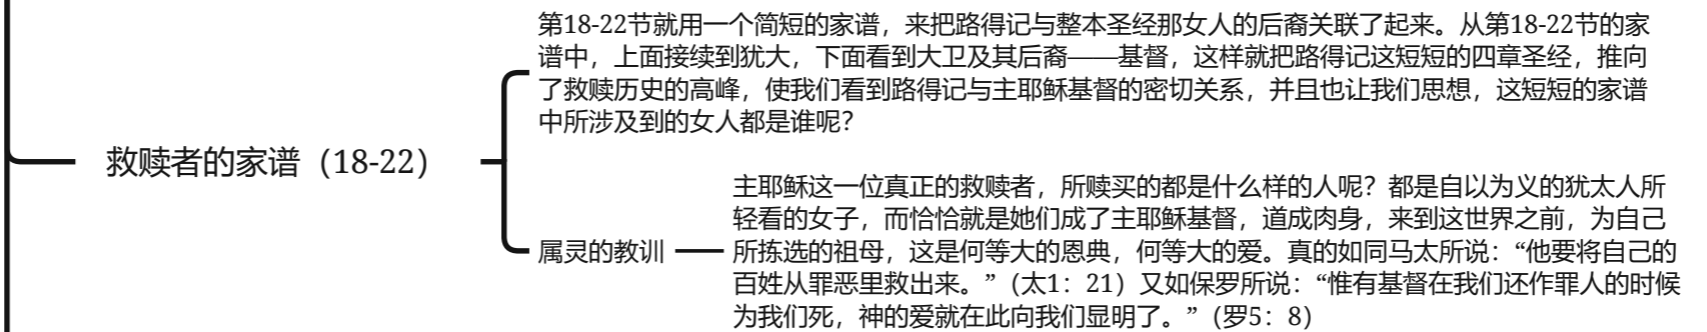 第18-22节就用一个简短的家谱，来把路得记与整本圣经那女人的后裔关联了起来。从第18-22节的家
谱中，上面接续到犹大，下面看到大卫及其后裔——基督，这样就把路得记这短短的四章圣经，推向
了救赎历史的高峰，使我们看到路得记与主耶稣基督的密切关系，并且也让我们思想，这短短的家谱
中所涉及到的女人都是谁呢？
救赎者的家谱（18-22）
属灵的教训
主耶稣这一位真正的救赎者，所赎买的都是什么样的人呢？都是自以为义的犹太人所
轻看的女子，而恰恰就是她们成了主耶稣基督，道成肉身，来到这世界之前，为自己
所拣选的祖母，这是何等大的恩典，何等大的爱。真的如同马太所说：“他要将自己的
百姓从罪恶里救出来。”（太1：21）又如保罗所说：“惟有基督在我们还作罪人的时候
为我们死，神的爱就在此向我们显明了。”（罗5：8）